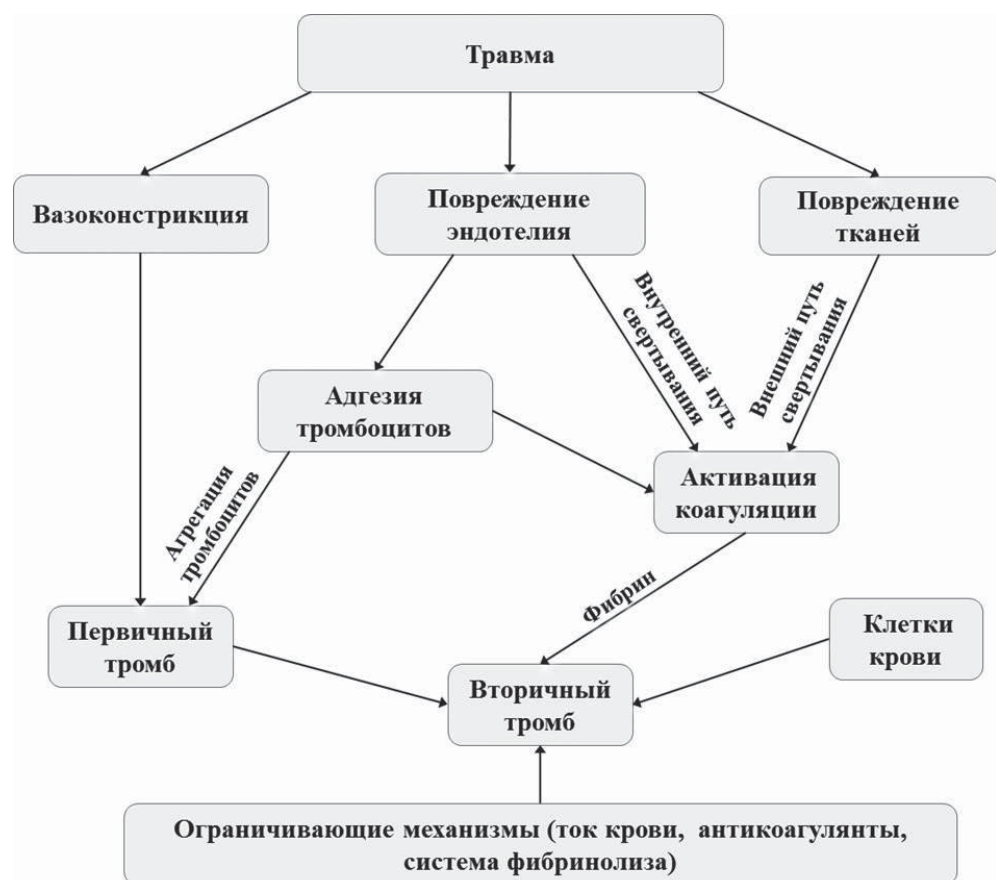 Травма
Вазоконстрикция
Повреждение
эндотелия
Повреждение
тканей
Внутренний путь
свертывания
Внешний путь
свертывания
Адгезия
тромбоцитов
Активация
коагуляции
Агрегация
тромбоцитов
Фибрин
Первичный
тромб
Клетки
крови
Вторичный
тромб
Ограничивающие механизмы (ток крови, антикоагулянты,
система фибринолиза)